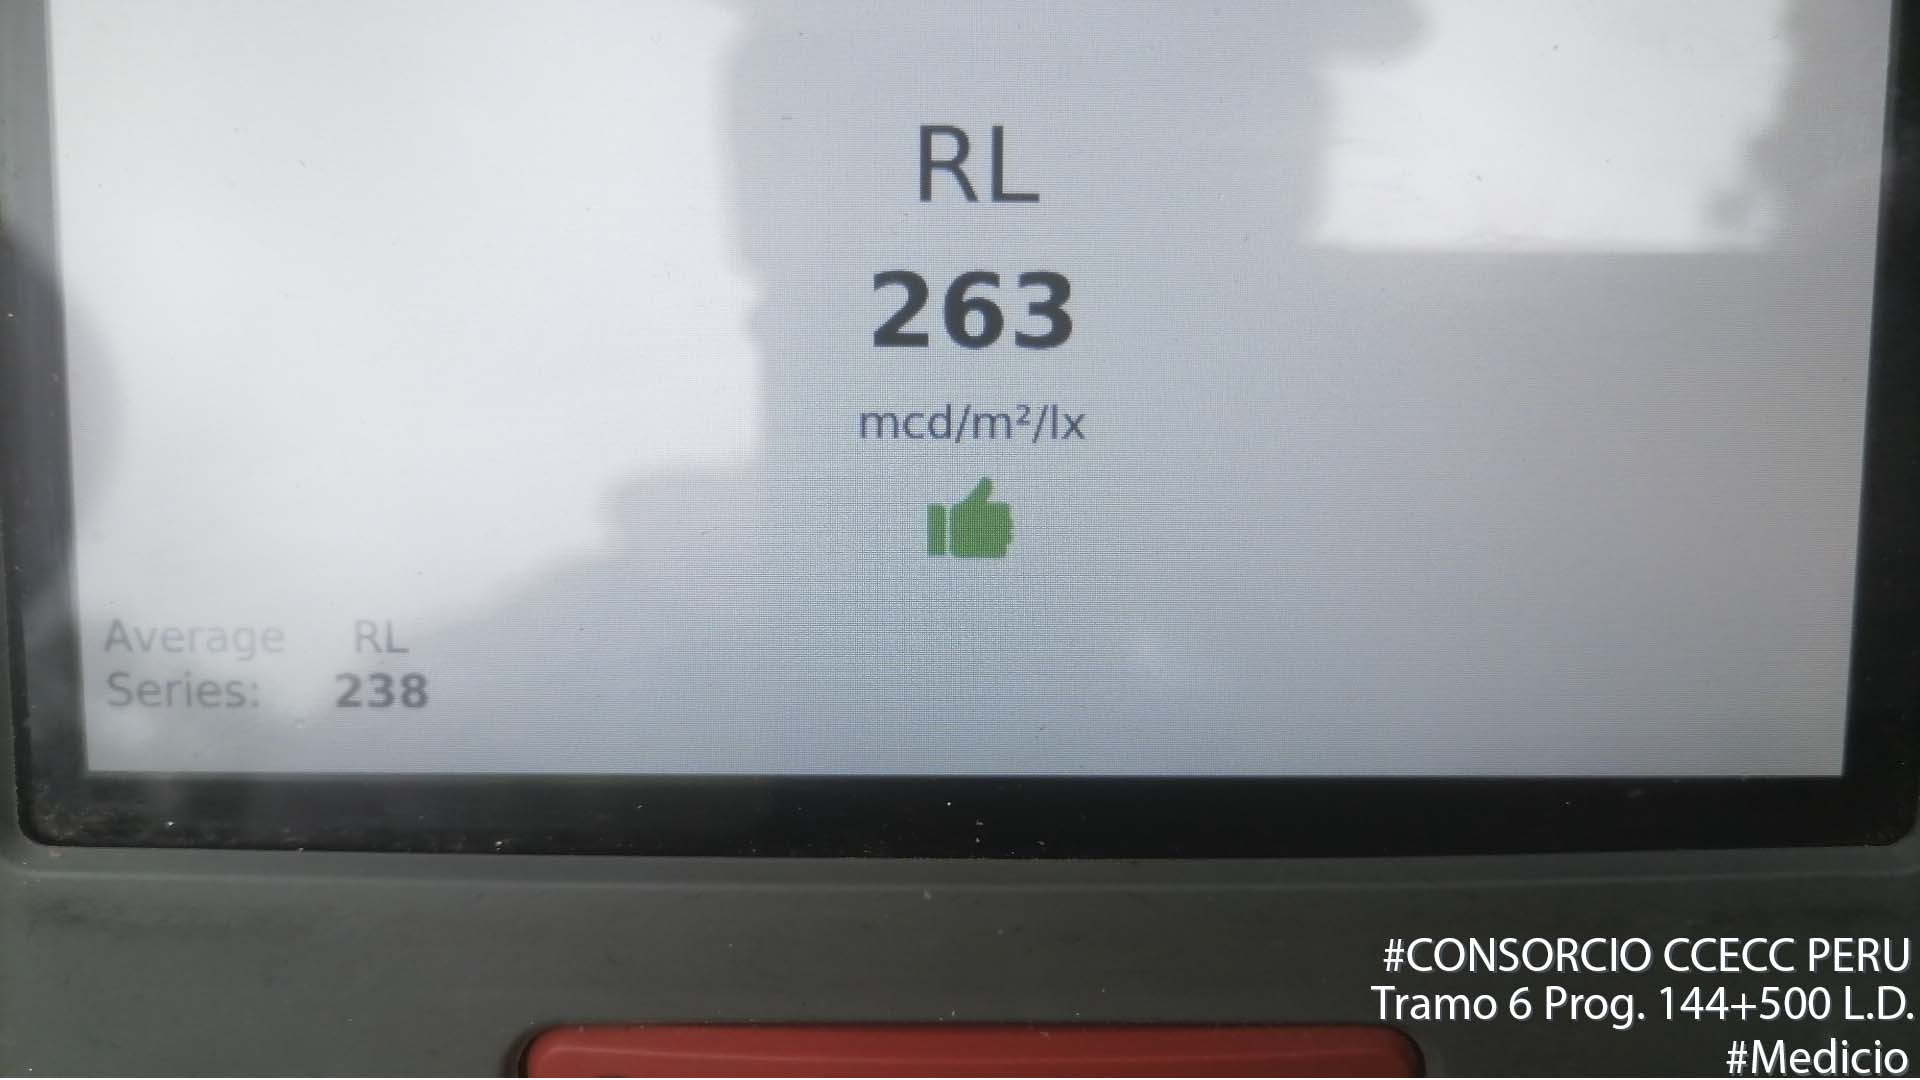 RL
263
mcd/m²/lx
Average RL
Series: 238
#CONSORCIO CCECC PERU
Tramo 6 Prog. 144+500 L.D.
#Medicio